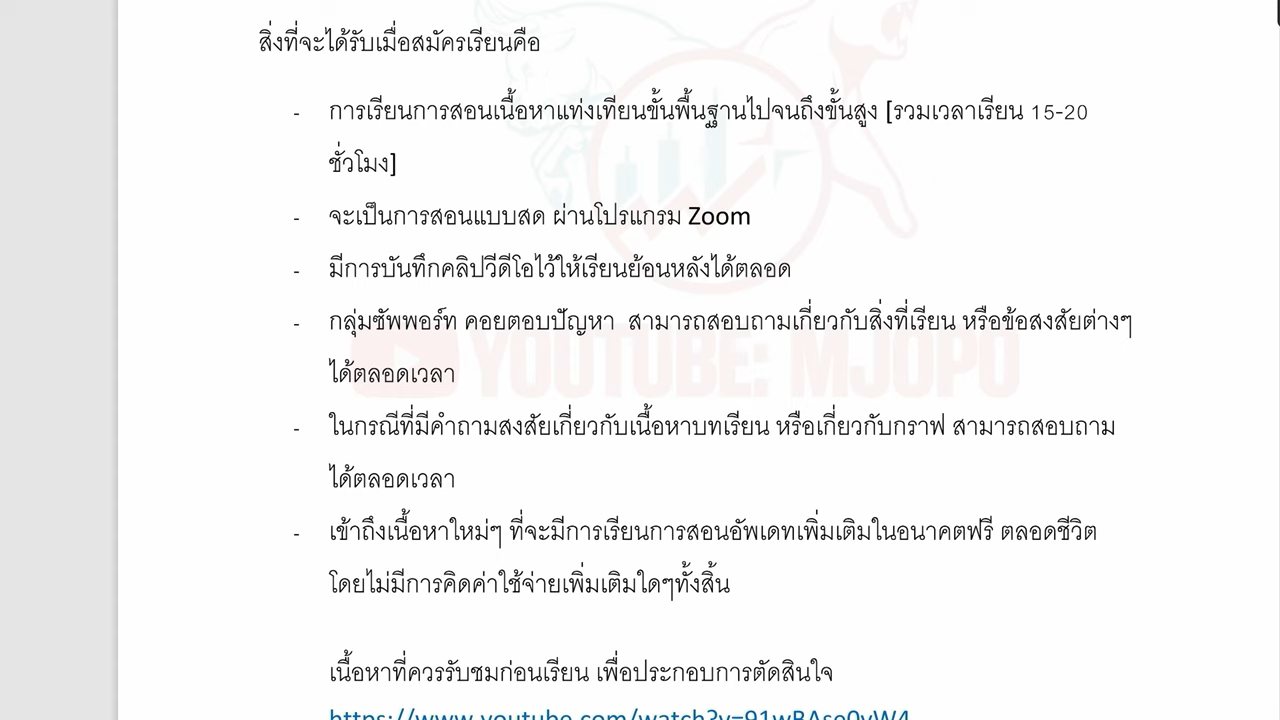 สิ่งที่จะได้รับเมื่อสมัครเรียนคือ
- การเรียนการสอนเนื้อหาแท่งเทียนขั้นพื้นฐานไปจนถึงขั้นสูง [รวมเวลาเรียน 15-20
ชั่วโมง]
- จะเป็นการสอนแบบสด ผ่านโปรแกรม Zoom
- มีการบันทึกคลิปวีดีโอไว้ให้เรียนย้อนหลังได้ตลอด
- กลุ่มซัพพอร์ท คอยตอบปัญหา สามารถสอบถามเกี่ยวกับสิ่งที่เรียน หรือข้อสงสัยต่างๆ
YOUTUBE: MJOPO
ได้ตลอดเวลา
- ในกรณีที่มีคำถามสงสัยเกี่ยวกับเนื้อหาบทเรียน หรือเกี่ยวกับกราฟ สามารถสอบถาม
ได้ตลอดเวลา
- เข้าถึงเนื้อหาใหม่ๆ ที่จะมีการเรียนการสอนอัพเดทเพิ่มเติมในอนาคตฟรี ตลอดชีวิต
โดยไม่มีการคิดค่าใช้จ่ายเพิ่มเติมใดๆทั้งสิ้น
เนื้อหาที่ควรรับชมก่อนเรียน เพื่อประกอบการตัดสินใจ